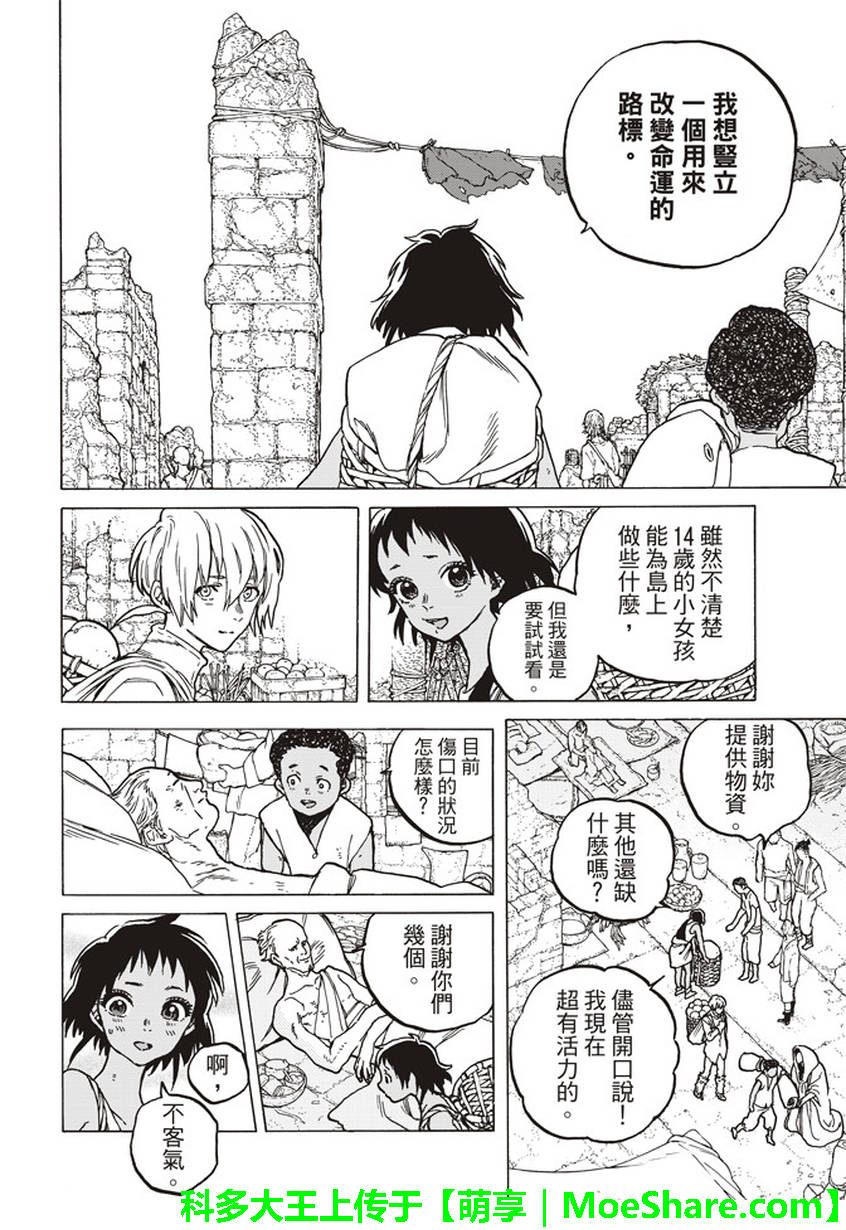 我想豎立
一個用來
改變命運的
路標。
雖然不清楚
14歲的小女孩
能為島上
做些什麼，
但我還是
要試試看。
謝謝妳
提供物資。
其他還缺
什麼嗎？
儘管開口說！
我現在
超有活力的。
目前
傷口的狀況
怎麼樣？
謝謝你們
幾個。
啊，
不客氣。
科多大王上传于【萌享｜MoeShare.com】